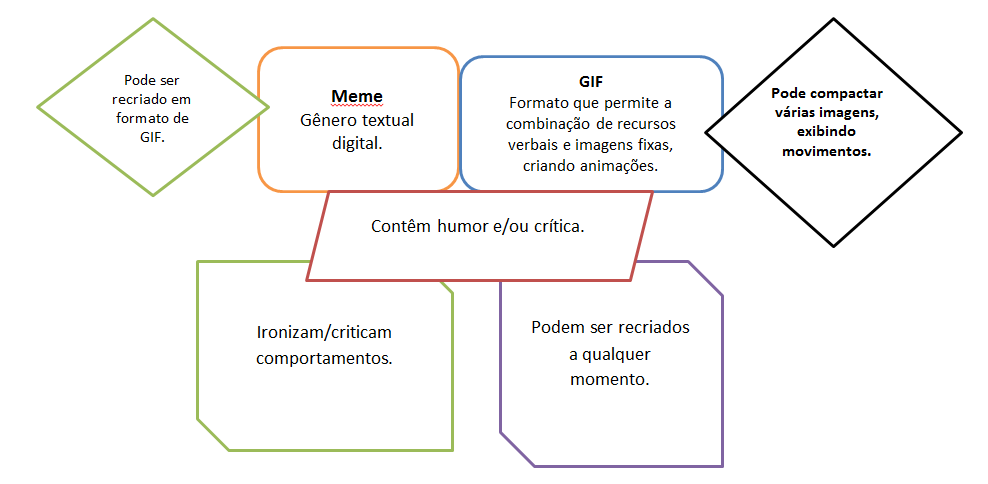 Pode ser
recriado em
formato de
GIF.
Meme
Gênero textual
digital.
GIF
Formato que permite a
combinação de recursos
verbais e imagens fixas,
criando animações.
Pode compactar
várias imagens,
exibindo
movimentos.
Contêm humor e/ou crítica.
Ironizam/criticam
comportamentos.
Podem ser recriados
a qualquer
momento.